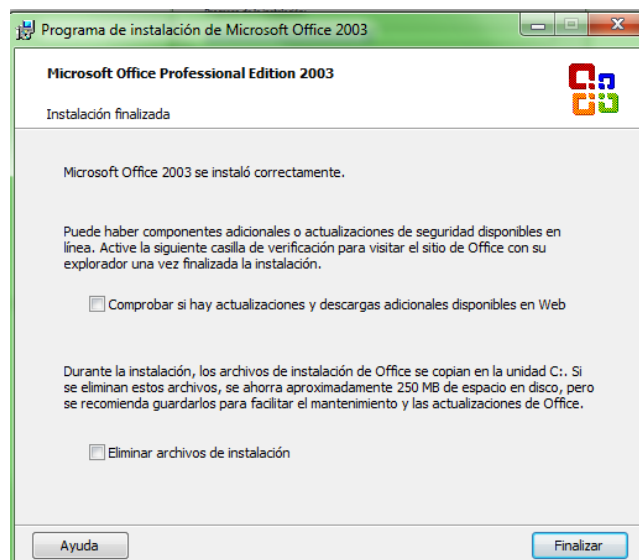 Programa de instalación de Microsoft Office 2003
Microsoft Office Professional Edition 2003
Instalación finalizada
Microsoft Office 2003 se instaló correctamente.
Puede haber componentes adicionales o actualizaciones de seguridad disponibles en
línea. Active la siguiente casilla de verificación para visitar el sitio de Office con su
explorador una vez finalizada la instalación.
Comprobar si hay actualizaciones y descargas adicionales disponibles en Web
Durante la instalación, los archivos de instalación de Office se copian en la unidad C:. Si
se eliminan estos archivos, se ahorra aproximadamente 250 MB de espacio en disco, pero
se recomienda guardarlos para facilitar el mantenimiento y las actualizaciones de Office.
Eliminar archivos de instalación
Ayuda
Finalizar